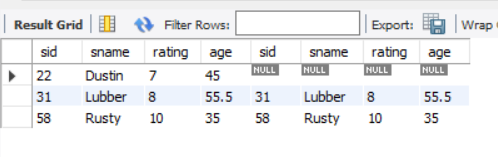 Result Grid Filter Rows: Export: Wrap
sid sname rating age sid sname rating age
22 Dustin 7 45 NULL NULL NULL NULL
31 Lubber 8 55.5 31 Lubber 8 55.5
58 Rusty 10 35 58 Rusty 10 35